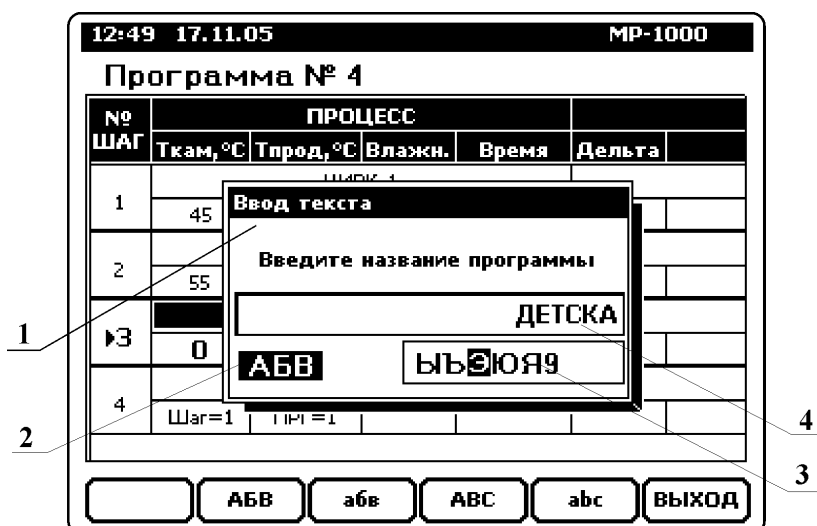 12:49 17.11.05 МР-1000
Программа № 4
№ ШАГ ПРОЦЕСС
Ткам,°С Тпрод,°С Влажн. Время Дельта
1
45
Ввод текста
Введите название программы
2
55
ДЕТСКА
1
3
0
АБВ ЫЪЭЮЯ9
4
Шаг=1
4
2
3
АБВ абв ABC abc ВЫХОД